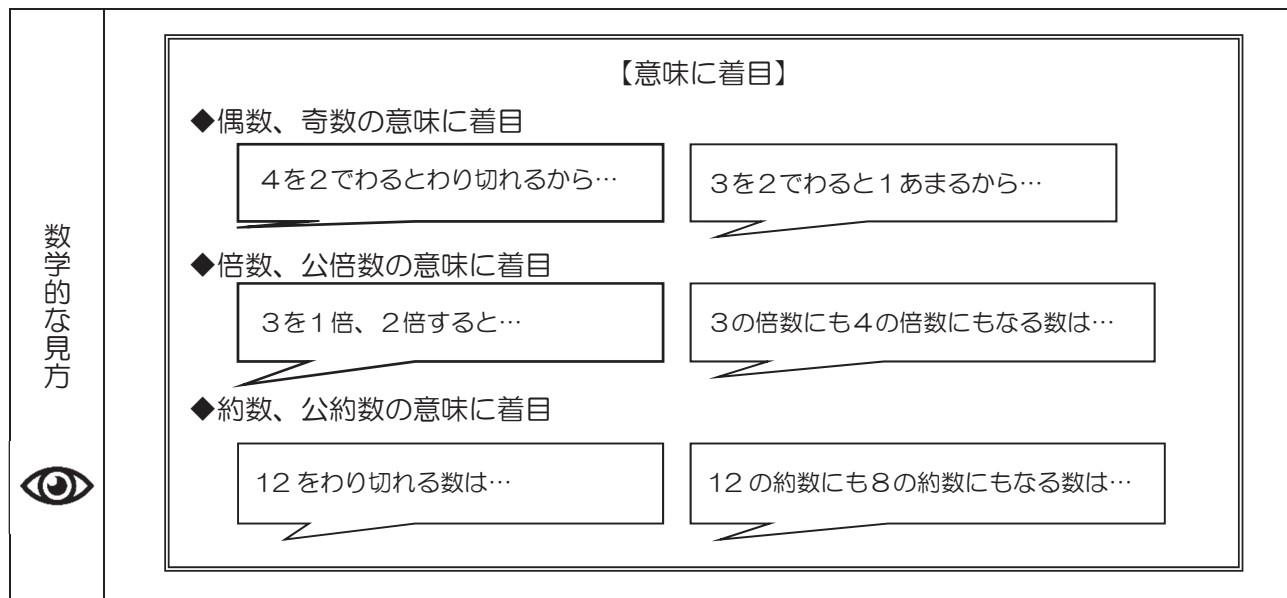 数学的な見方
【意味に着目】
◆偶数、奇数の意味に着目
４を２でわるとわり切れるから…
３を２でわると１あまるから…
◆倍数、公倍数の意味に着目
３を１倍、２倍すると…
３の倍数にも４の倍数にもなる数は…
◆約数、公約数の意味に着目
12をわり切れる数は…
12の約数にも８の約数にもなる数は…